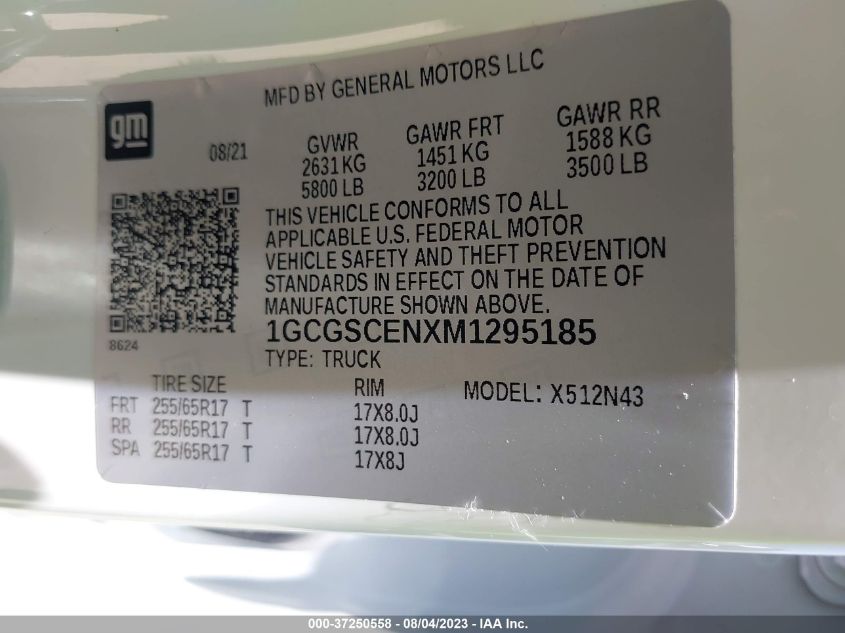 MFD BY GENERAL MOTORS LLC
gm
08/21
GVWR
2631 KG
5800 LB
GAWR FRT
1451 KG
3200 LB
GAWR RR
1588 KG
3500 LB
THIS VEHICLE CONFORMS TO ALL
APPLICABLE U.S. FEDERAL MOTOR
VEHICLE SAFETY AND THEFT PREVENTION
STANDARDS IN EFFECT ON THE DATE OF
MANUFACTURE SHOWN ABOVE.
1GCGSCENXM1295185
8624
TYPE: TRUCK
TIRE SIZE RIM MODEL: X512N43
FRT 255/65R17 T 17X8.0J
RR 255/65R17 T 17X8.0J
SPA 255/65R17 T 17X8J
000-37250558 - 08/04/2023 - IAA Inc.